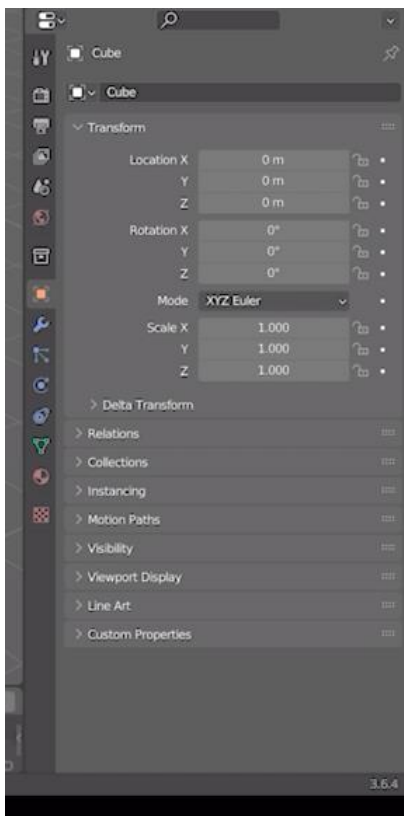 Cube
Cube
Transform
Location X 0 m
Y 0 m
Z 0 m
Rotation X 0°
Y 0°
Z 0°
Mode XYZ Euler
Scale X 1.000
Y 1.000
Z 1.000
Delta Transform
Relations
Collections
Instancing
Motion Paths
Visibility
Viewport Display
Line Art
Custom Properties
3.6.4